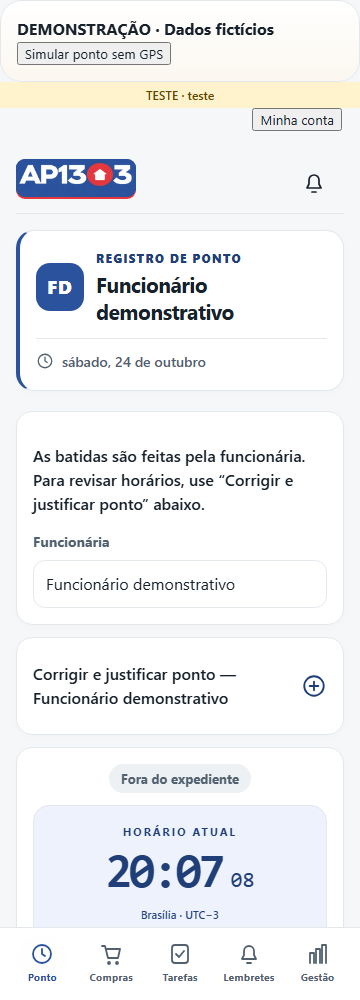 DEMONSTRAÇÃO · Dados fictícios
Simular ponto sem GPS
TESTE · teste
Minha conta
AP1303
REGISTRO DE PONTO
FD
Funcionário
demonstrativo
sábado, 24 de outubro
As batidas são feitas pela funcionária.
Para revisar horários, use “Corrigir e
justificar ponto” abaixo.
Funcionária
Funcionário demonstrativo
Corrigir e justificar ponto —
Funcionário demonstrativo
Fora do expediente
HORÁRIO ATUAL
20:07 08
Brasília · UTC−3
Ponto
Compras
Tarefas
Lembretes
Gestão